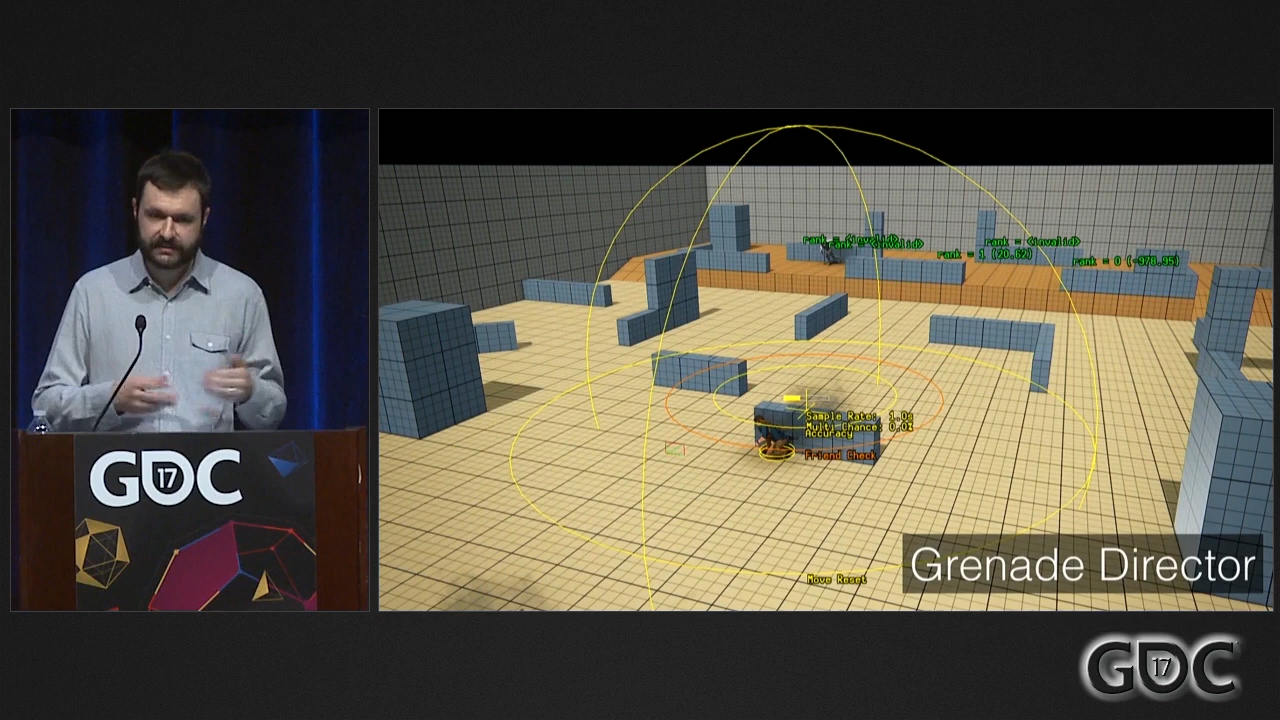 GDC
17
rank = <invalid>
rank = <invalid>
rank = <invalid>
rank = 1 (20.62)
rank = 0 (-978.95)
Sample Rate: 1.0s
Multi Chance: 0.0%
Accuracy
Friend Check
Move Reset
Grenade Director
GDC
17